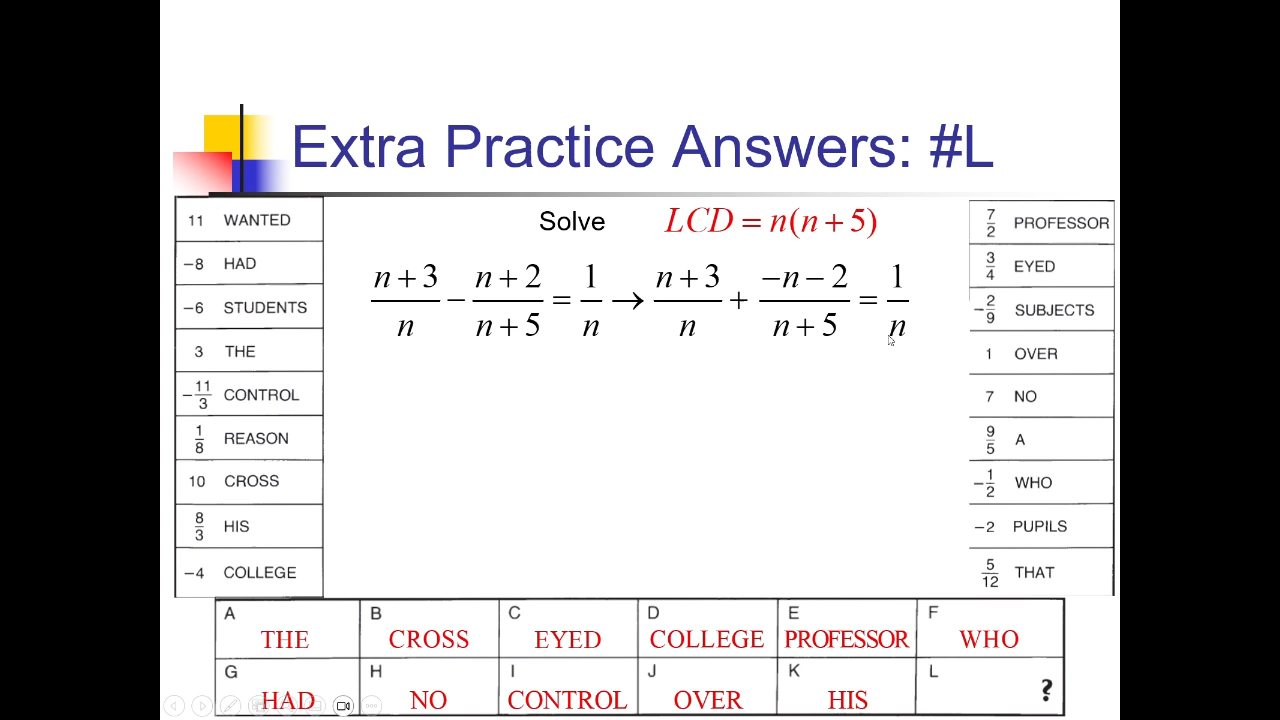 Extra Practice Answers: #L
Solve LCD = n(n + 5)
(n + 3)/n − (n + 2)/(n + 5) = 1/n → (n + 3)/n + (−n − 2)/(n + 5) = 1/n
11 WANTED
−8 HAD
−6 STUDENTS
3 THE
−11/3 CONTROL
1/8 REASON
10 CROSS
8/3 HIS
−4 COLLEGE
7/2 PROFESSOR
3/4 EYED
−2/9 SUBJECTS
1 OVER
7 NO
9/5 A
−1/2 WHO
−2 PUPILS
5/12 THAT
A B C D E F
THE CROSS EYED COLLEGE PROFESSOR WHO
G H I J K L
HAD NO CONTROL OVER HIS ?